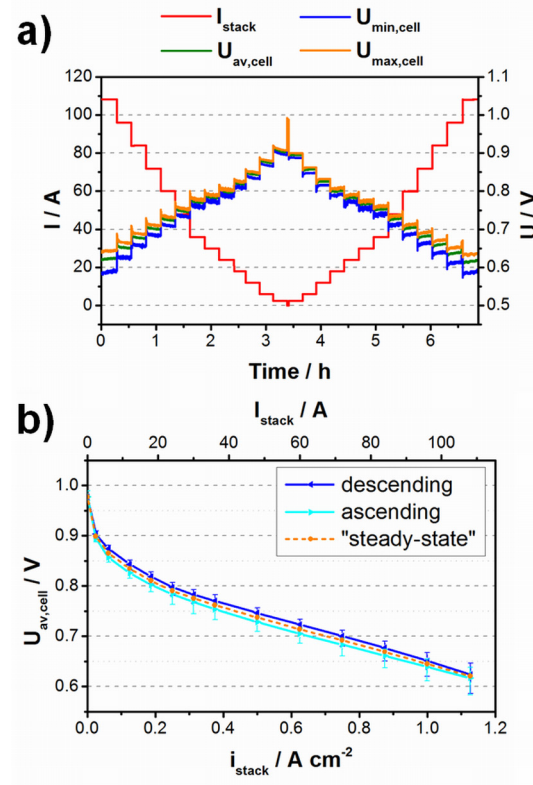 a)
I_stack U_min,cell
U_av,cell U_max,cell
120 1.1
100 1.0
80 0.9
60 0.8
40 0.7
20 0.6
0 0.5
I / A
U / V
0 1 2 3 4 5 6
Time / h
b)
I_stack / A
0 20 40 60 80 100 120
descending
ascending
"steady-state"
1.0
0.9
0.8
0.7
0.6
U_av,cell / V
0.0 0.2 0.4 0.6 0.8 1.0 1.2
i_stack / A cm⁻²